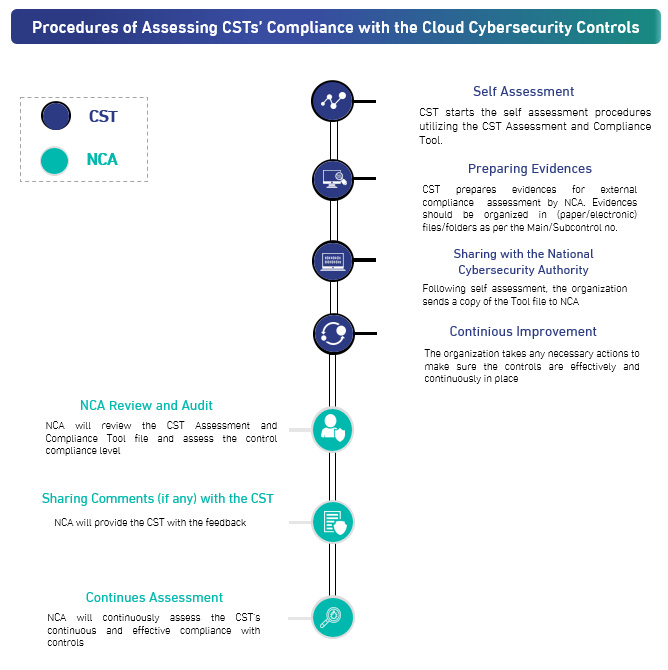 Procedures of Assessing CSTs' Compliance with the Cloud Cybersecurity Controls
CST
NCA
Self Assessment
CST starts the self assessment procedures
utilizing the CST Assessment and Compliance
Tool.
Preparing Evidences
CST prepares evidences for external
compliance assessment by NCA. Evidences
should be organized in (paper/electronic)
files/folders as per the Main/Subcontrol no.
Sharing with the National
Cybersecurity Authority
Following self assessment, the organization
sends a copy of the Tool file to NCA
Continious Improvement
The organization takes any necessary actions to
make sure the controls are effectively and
continuously in place
NCA Review and Audit
NCA will review the CST Assessment and
Compliance Tool file and assess the control
compliance level
Sharing Comments (if any) with the CST
NCA will provide the CST with the feedback
Continues Assessment
NCA will continuously assess the CST's
continuous and effective compliance with
controls